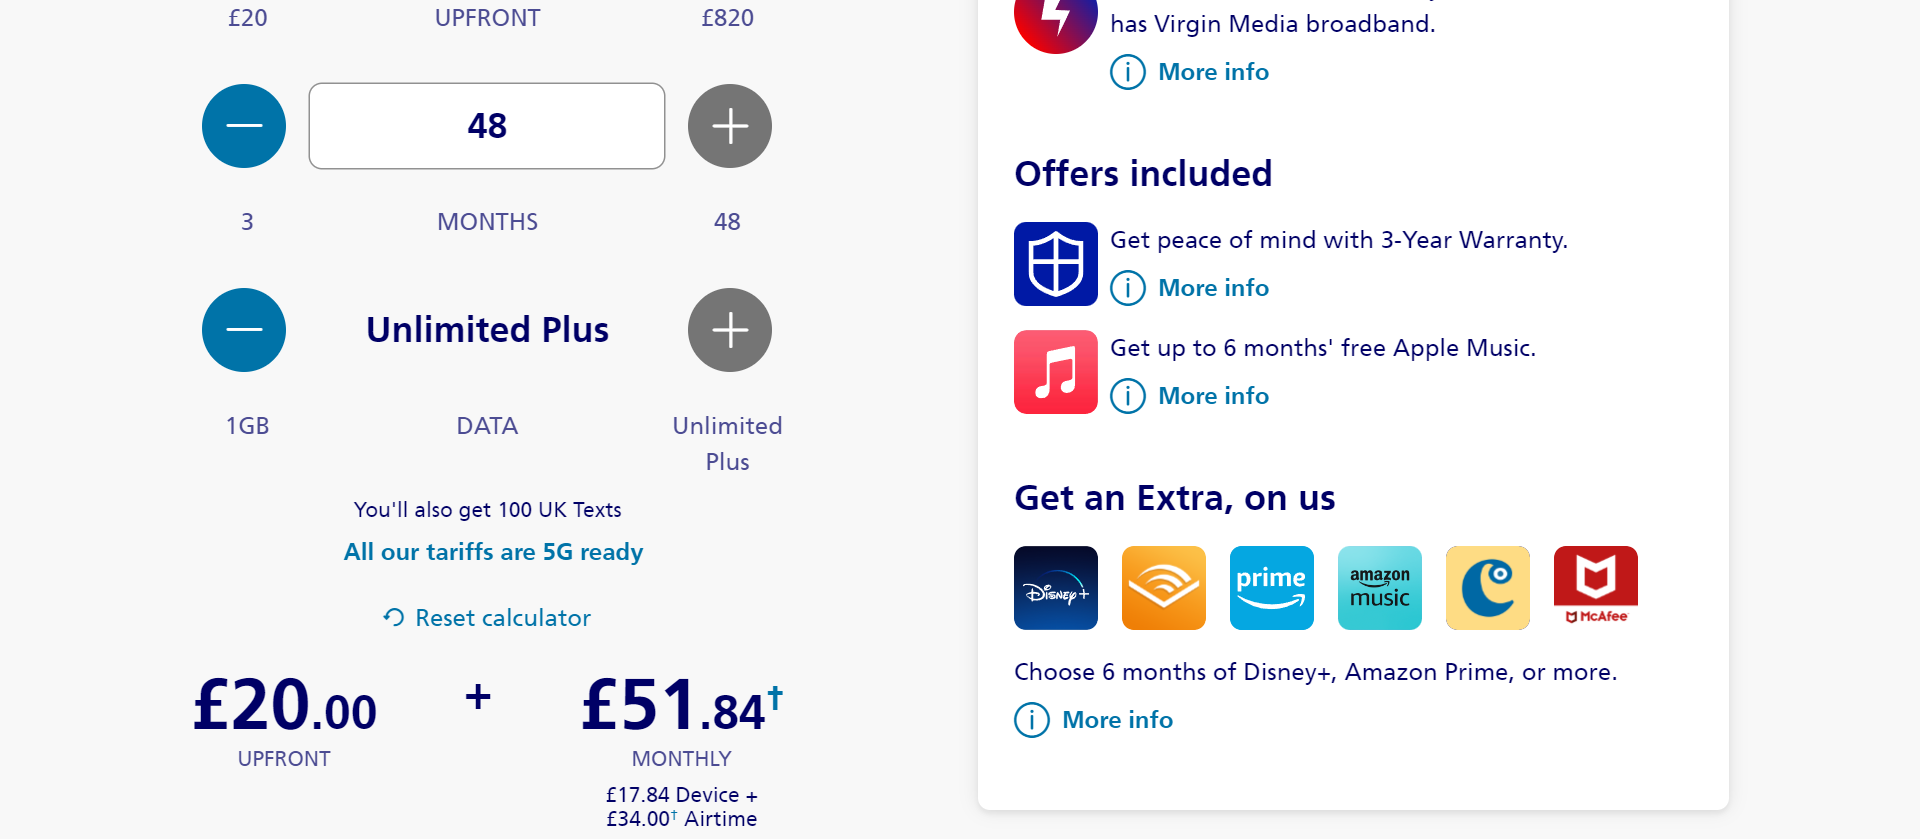 £20 UPFRONT £820
48
3 MONTHS 48
Unlimited Plus
1GB DATA Unlimited
Plus
You'll also get 100 UK Texts
All our tariffs are 5G ready
Reset calculator
£20.00 + £51.84†
UPFRONT MONTHLY
£17.84 Device +
£34.00† Airtime
has Virgin Media broadband.
More info
Offers included
Get peace of mind with 3-Year Warranty.
More info
Get up to 6 months' free Apple Music.
More info
Get an Extra, on us
Disney+
prime
amazon
music
McAfee
Choose 6 months of Disney+, Amazon Prime, or more.
More info